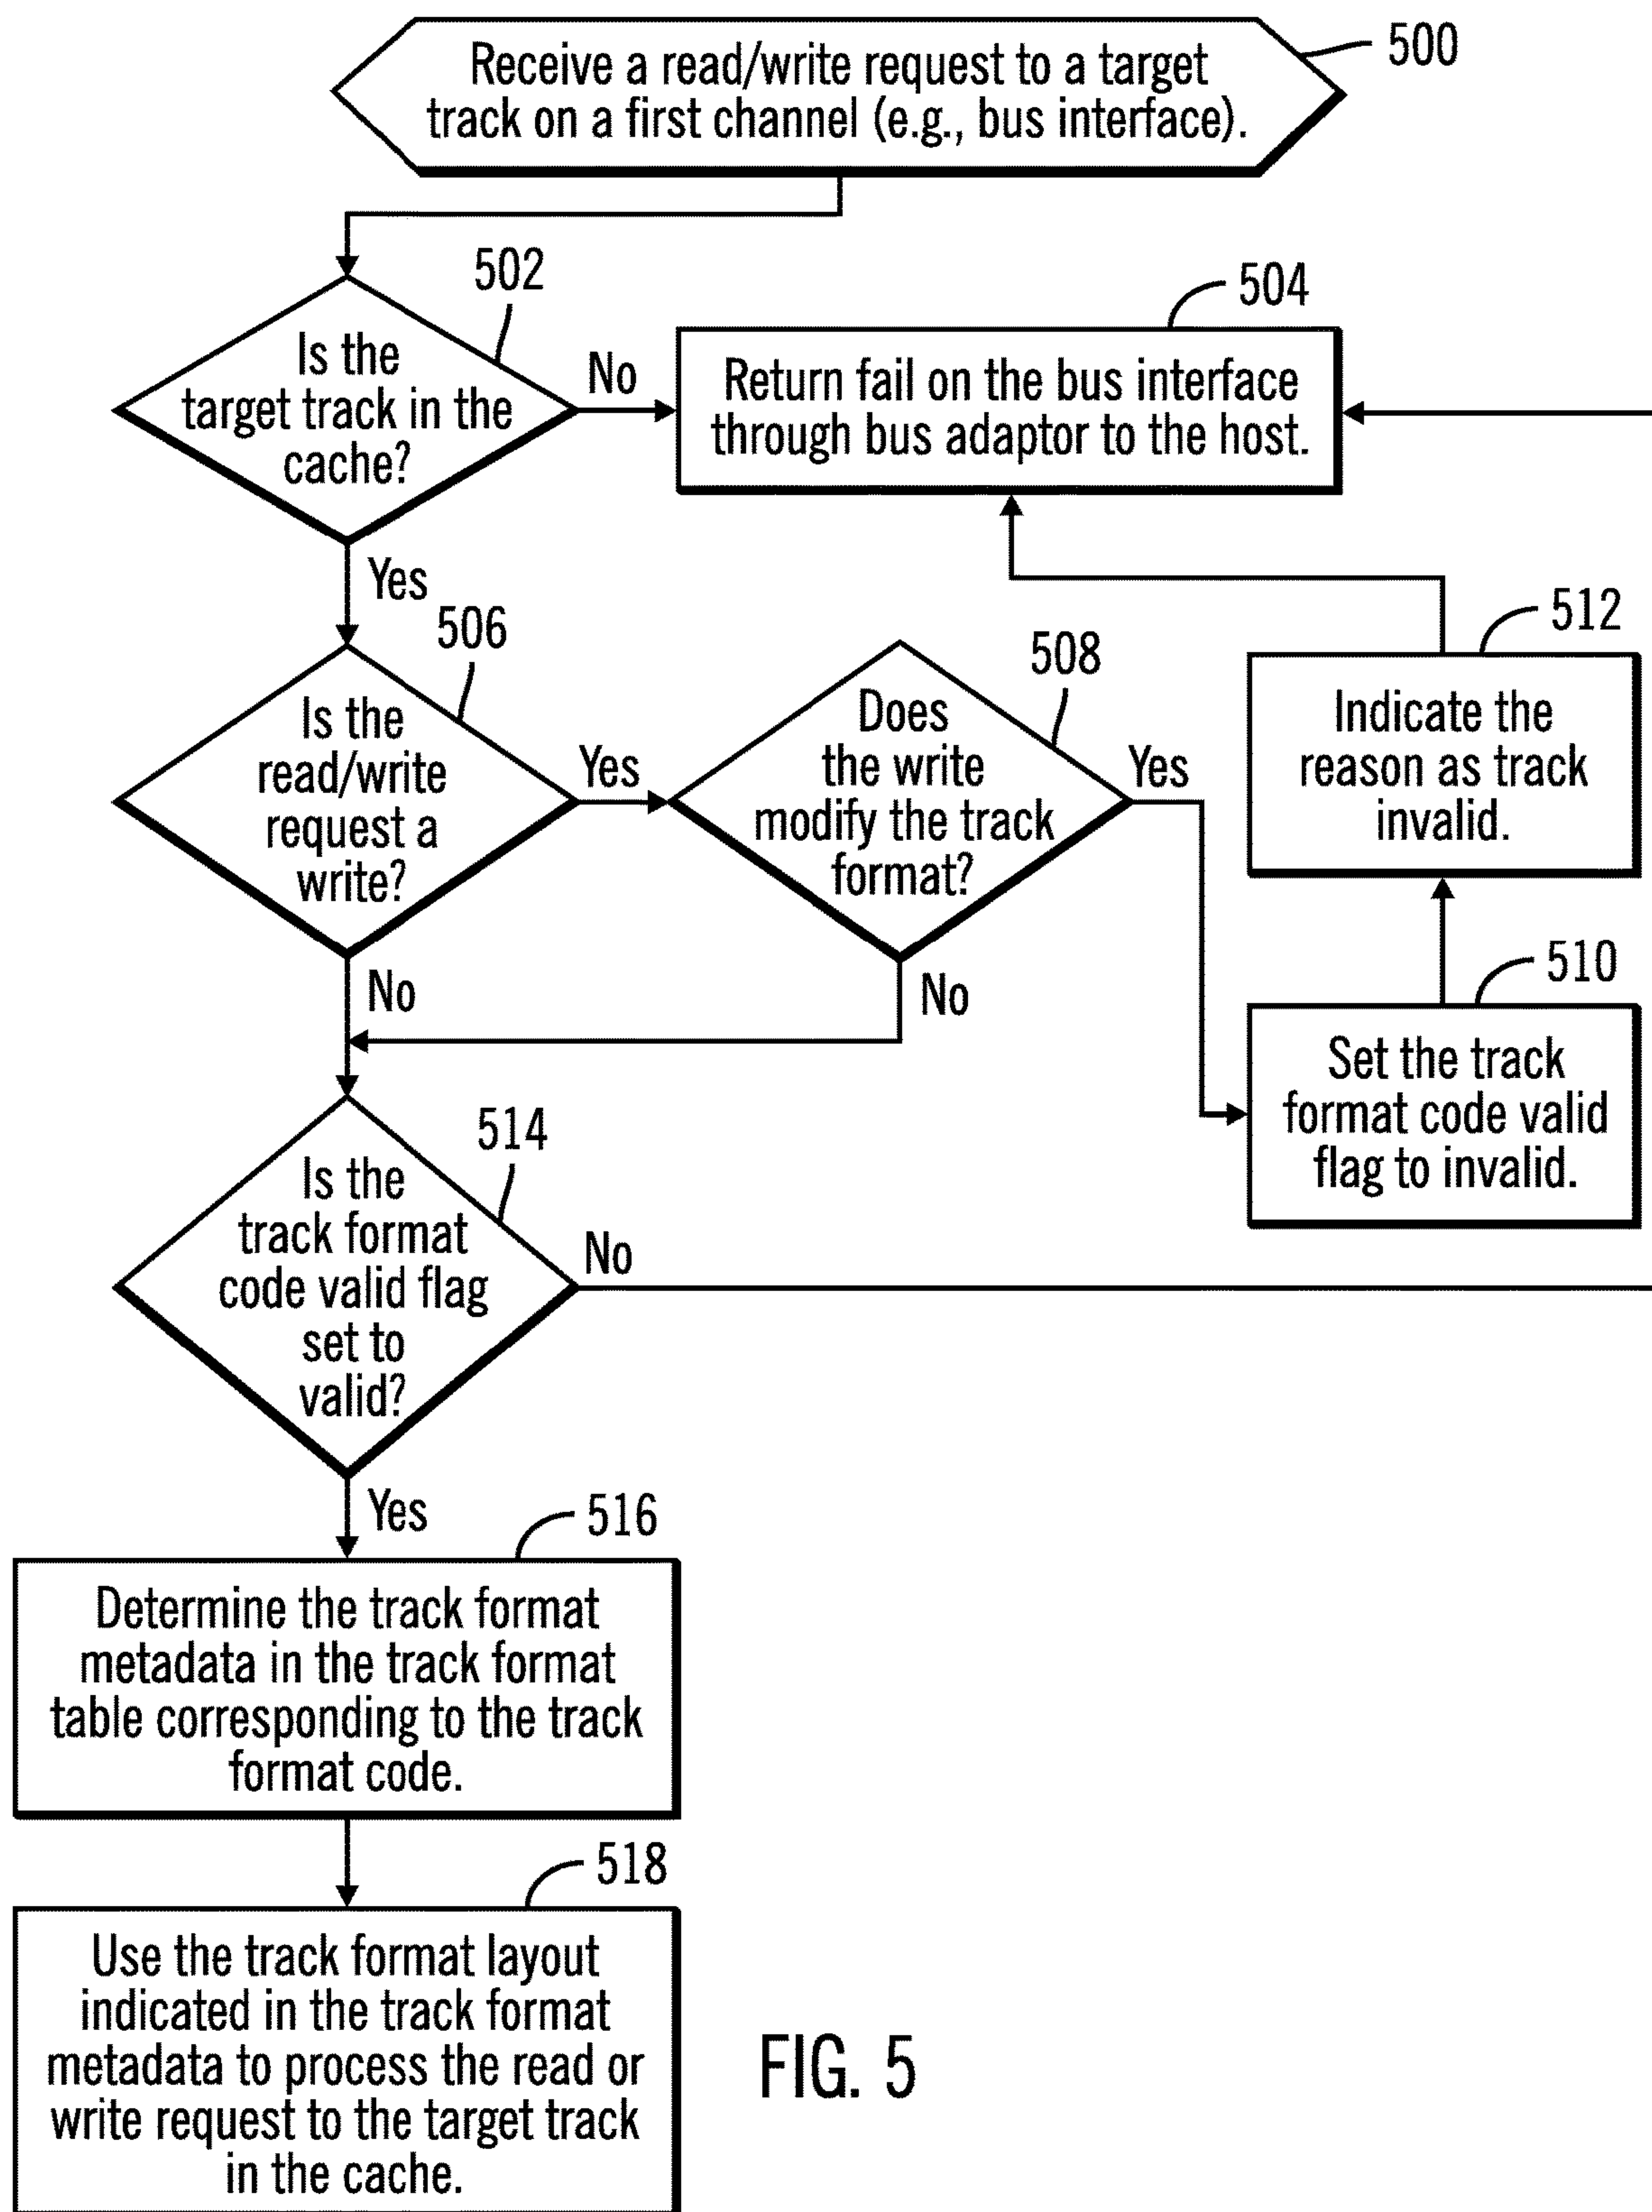 Receive a read/write request to a target
track on a first channel (e.g., bus interface).
500
502
Is the
target track in the
cache?
No
504
Return fail on the bus interface
through bus adaptor to the host.
Yes
506
Is the
read/write
request a
write?
Yes
508
Does
the write
modify the track
format?
Yes
512
Indicate the
reason as track
invalid.
No
No
510
Set the track
format code valid
flag to invalid.
514
Is the
track format
code valid flag
set to
valid?
No
Yes
516
Determine the track format
metadata in the track format
table corresponding to the track
format code.
518
Use the track format layout
indicated in the track format
metadata to process the read or
write request to the target track
in the cache.
FIG. 5